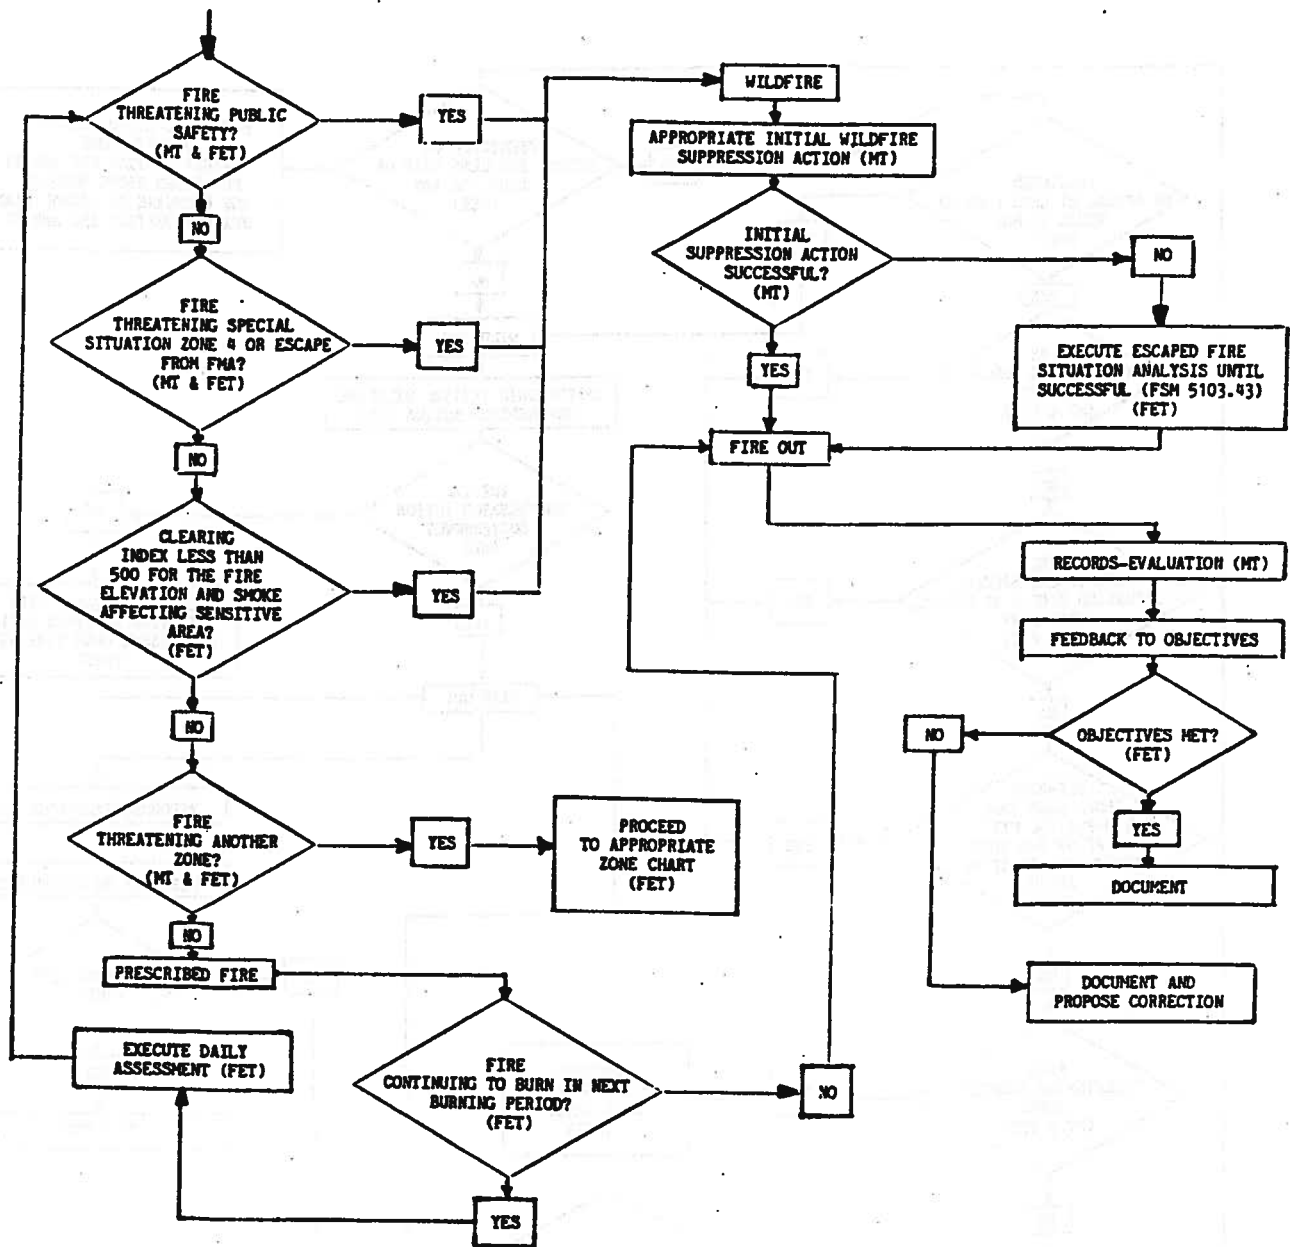 FIRE
THREATENING PUBLIC
SAFETY?
(MT & FET)
YES
NO
FIRE
THREATENING SPECIAL
SITUATION ZONE 4 OR ESCAPE
FROM FMA?
(MT & FET)
YES
NO
CLEARING
INDEX LESS THAN
500 FOR THE FIRE
ELEVATION AND SMOKE
AFFECTING SENSITIVE
AREA?
(FET)
YES
NO
FIRE
THREATENING ANOTHER
ZONE?
(MT & FET)
YES
PROCEED
TO APPROPRIATE
ZONE CHART
(FET)
NO
PRESCRIBED FIRE
FIRE
CONTINUING TO BURN IN NEXT
BURNING PERIOD?
(FET)
NO
YES
EXECUTE DAILY
ASSESSMENT (FET)
WILDFIRE
APPROPRIATE INITIAL WILDFIRE
SUPPRESSION ACTION (MT)
INITIAL
SUPPRESSION ACTION
SUCCESSFUL?
(MT)
NO
YES
EXECUTE ESCAPED FIRE
SITUATION ANALYSIS UNTIL
SUCCESSFUL (FSM 5103.43)
(FET)
FIRE OUT
RECORDS-EVALUATION (MT)
FEEDBACK TO OBJECTIVES
OBJECTIVES MET?
(FET)
NO
YES
DOCUMENT
DOCUMENT AND
PROPOSE CORRECTION